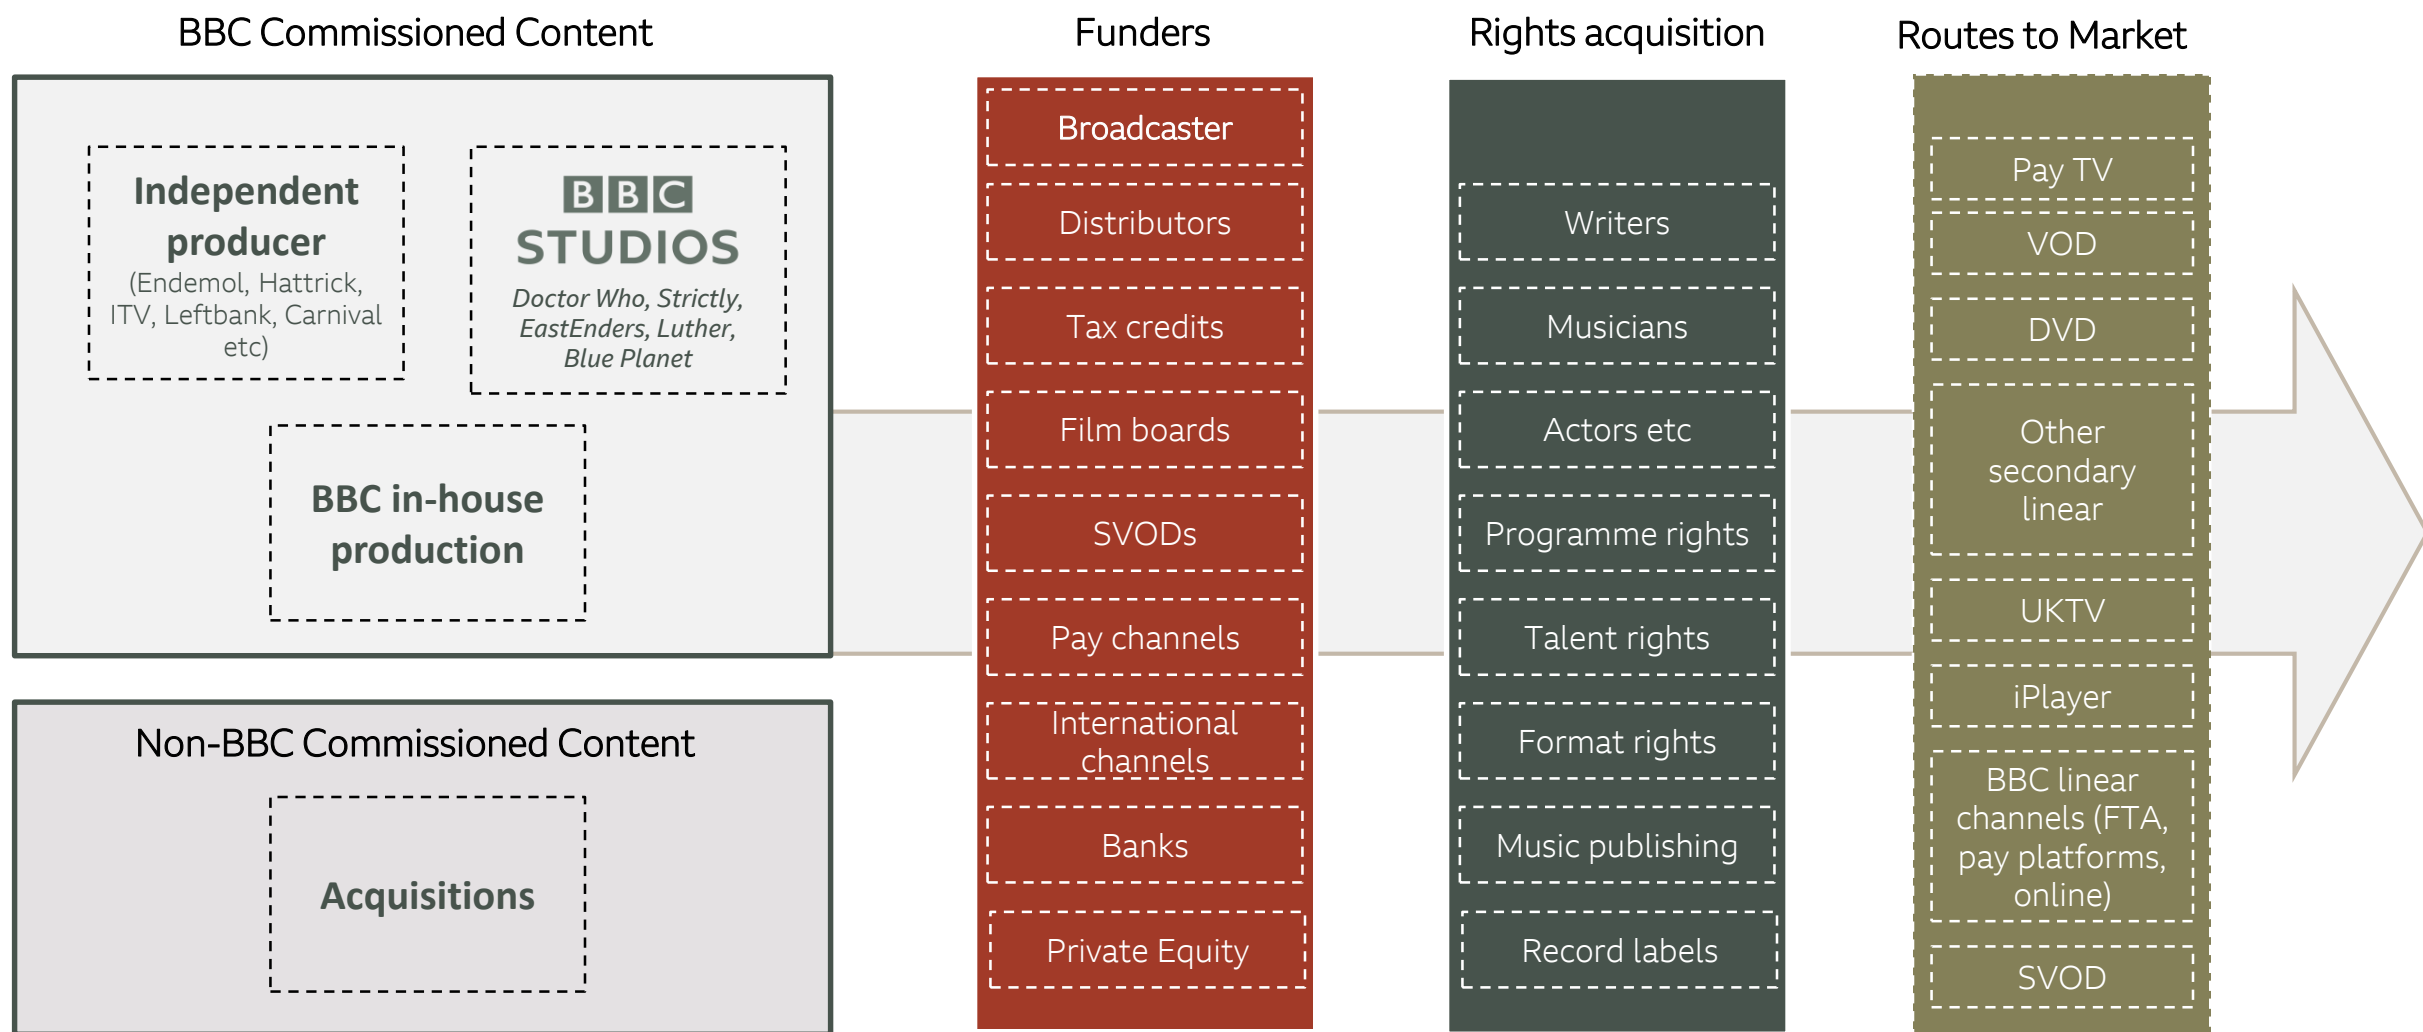 BBC Commissioned Content
Independent
producer
(Endemol, Hattrick,
ITV, Leftbank, Carnival
etc)
BBC
STUDIOS
Doctor Who, Strictly,
EastEnders, Luther,
Blue Planet
BBC in-house
production
Non-BBC Commissioned Content
Acquisitions
Funders
Broadcaster
Distributors
Tax credits
Film boards
SVODs
Pay channels
International
channels
Banks
Private Equity
Rights acquisition
Writers
Musicians
Actors etc
Programme rights
Talent rights
Format rights
Music publishing
Record labels
Routes to Market
Pay TV
VOD
DVD
Other
secondary
linear
UKTV
iPlayer
BBC linear
channels (FTA,
pay platforms,
online)
SVOD